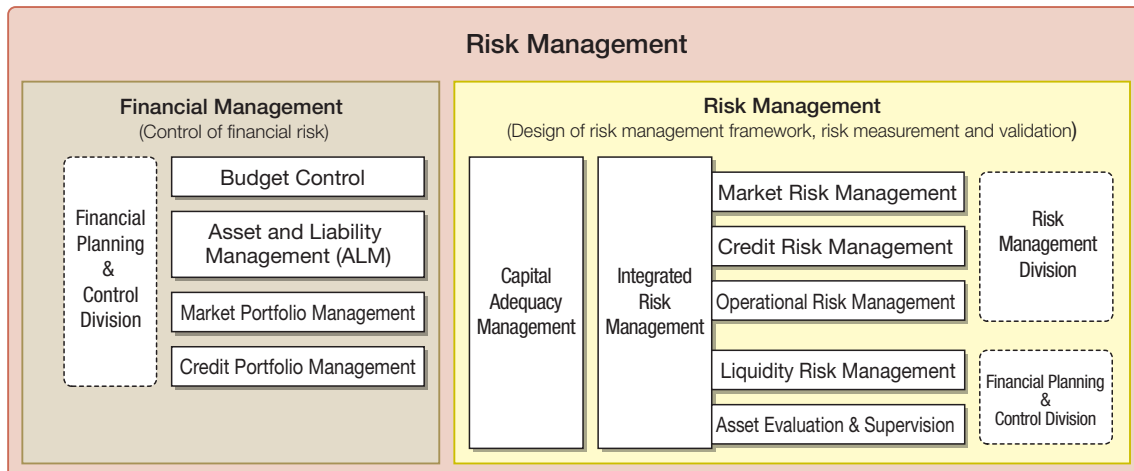 Risk Management
Financial Management
(Control of financial risk)
Financial
Planning
&
Control
Division
Budget Control
Asset and Liability
Management (ALM)
Market Portfolio Management
Credit Portfolio Management
Risk Management
(Design of risk management framework, risk measurement and validation)
Capital
Adequacy
Management
Integrated
Risk
Management
Market Risk Management
Credit Risk Management
Operational Risk Management
Liquidity Risk Management
Asset Evaluation & Supervision
Risk
Management
Division
Financial Planning
&
Control Division